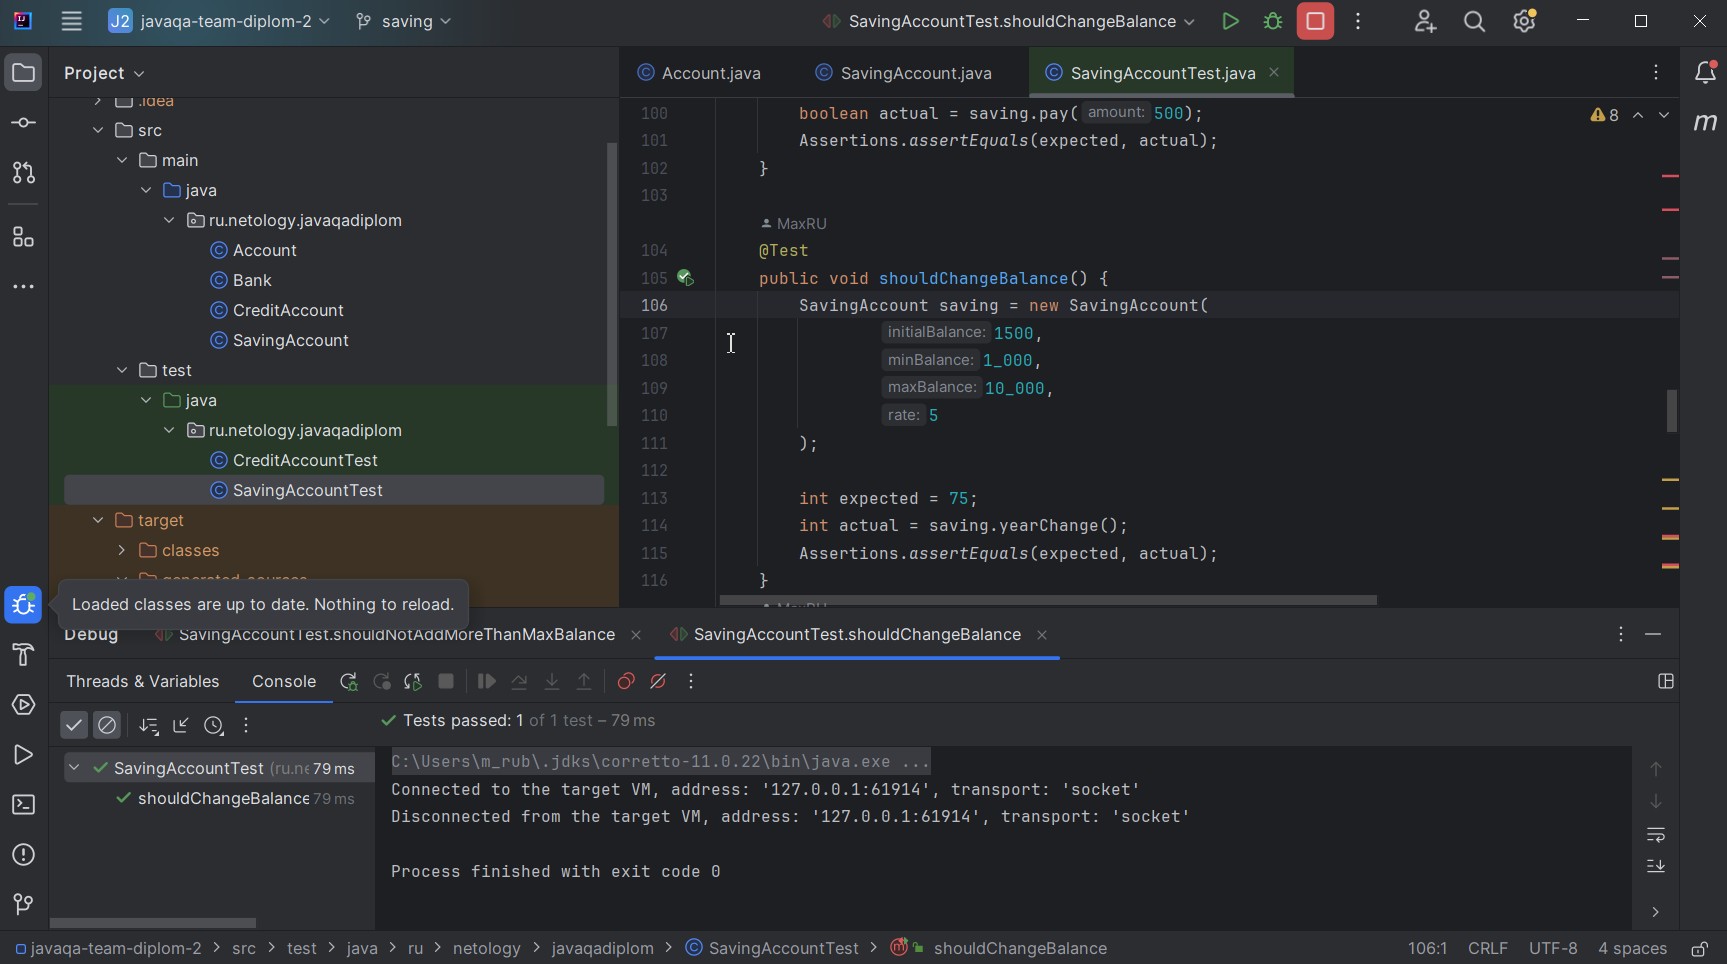 J2 javaqa-team-diplom-2
saving
SavingAccountTest.shouldChangeBalance
Project
Account.java
SavingAccount.java
SavingAccountTest.java
.idea
src
main
java
ru.netology.javaqadiplom
Account
Bank
CreditAccount
SavingAccount
test
java
ru.netology.javaqadiplom
CreditAccountTest
SavingAccountTest
target
classes
generated-sources
Loaded classes are up to date. Nothing to reload.
8
100 boolean actual = saving.pay( amount: 500);
101 Assertions.assertEquals(expected, actual);
102 }
103
MaxRU
104 @Test
105 public void shouldChangeBalance() {
106 SavingAccount saving = new SavingAccount(
107 initialBalance: 1500,
108 minBalance: 1_000,
109 maxBalance: 10_000,
110 rate: 5
111 );
112
113 int expected = 75;
114 int actual = saving.yearChange();
115 Assertions.assertEquals(expected, actual);
116 }
MaxRU
Debug
SavingAccountTest.shouldNotAddMoreThanMaxBalance
SavingAccountTest.shouldChangeBalance
Threads & Variables
Console
Tests passed: 1 of 1 test – 79 ms
SavingAccountTest (ru.ne 79 ms
shouldChangeBalance 79 ms
C:\Users\m_rub\.jdks\corretto-11.0.22\bin\java.exe ...
Connected to the target VM, address: '127.0.0.1:61914', transport: 'socket'
Disconnected from the target VM, address: '127.0.0.1:61914', transport: 'socket'
Process finished with exit code 0
javaqa-team-diplom-2 > src > test > java > ru > netology > javaqadiplom > SavingAccountTest > shouldChangeBalance
106:1 CRLF UTF-8 4 spaces